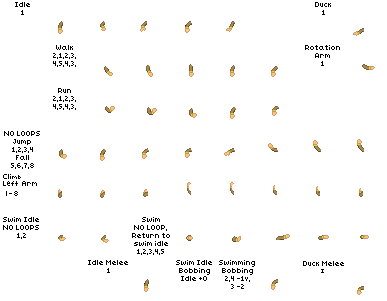 Idle
1
Duck
1
Walk
2,1,2,3,
4,5,4,3,
Rotation
Arm
1
Run
2,1,2,3,
4,5,4,3,
NO LOOPS
Jump
1,2,3,4
Fall
5,6,7,8
Climb
Left Arm
1-8
Swim Idle
NO LOOPS
1,2
Swim
NO LOOP,
Return to
swim idle
1,2,3,4,5
Swim Idle
Bobbing
Idle +0
Swimming
Bobbing
2,4 -1v,
3 -2
Idle Melee
1
Duck Melee
1